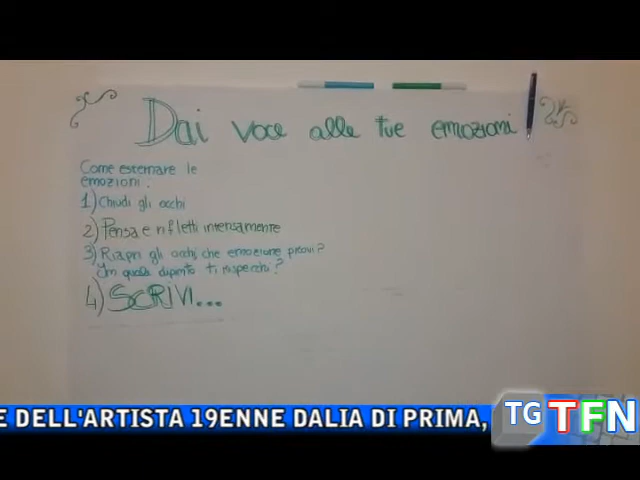 Dai voce alle tue emozioni
Come esternare le
emozioni:
1) Chiudi gli occhi
2) Pensa e rifletti intensamente
3) Riapri gli occhi che emozione provi?
In quale dipinto ti rispecchi?
4) SCRIVI...
E DELL'ARTISTA 19ENNE DALIA DI PRIMA,
TG TFN